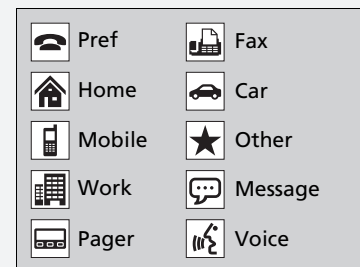 Pref
Home
Mobile
Work
Pager
Fax
Car
Other
Message
Voice